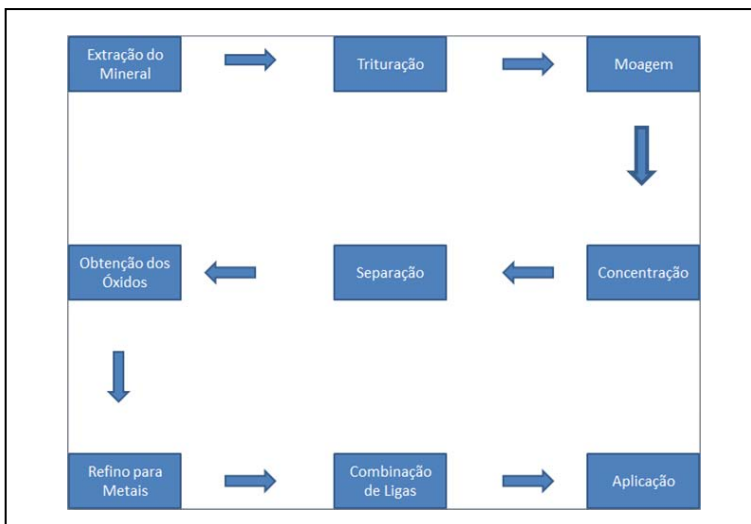 Extração do
Mineral
Trituração
Moagem
Concentração
Separação
Obtenção dos
Óxidos
Refino para
Metais
Combinação
de Ligas
Aplicação